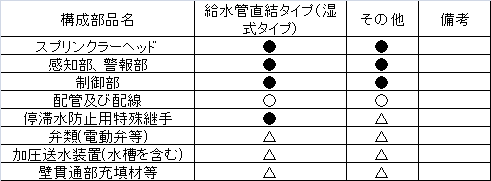 構成部品名 給水管直結タイプ(湿式タイプ) その他 備考
スプリンクラーヘッド ● ●
感知部、警報部 ● ●
制御部 ● ●
配管及び配線 ○ ○
停滞水防止用特殊継手 ● △
弁類(電動弁等) △ △
加圧送水装置(水槽を含む) △ △
壁貫通部充填材等 △ △